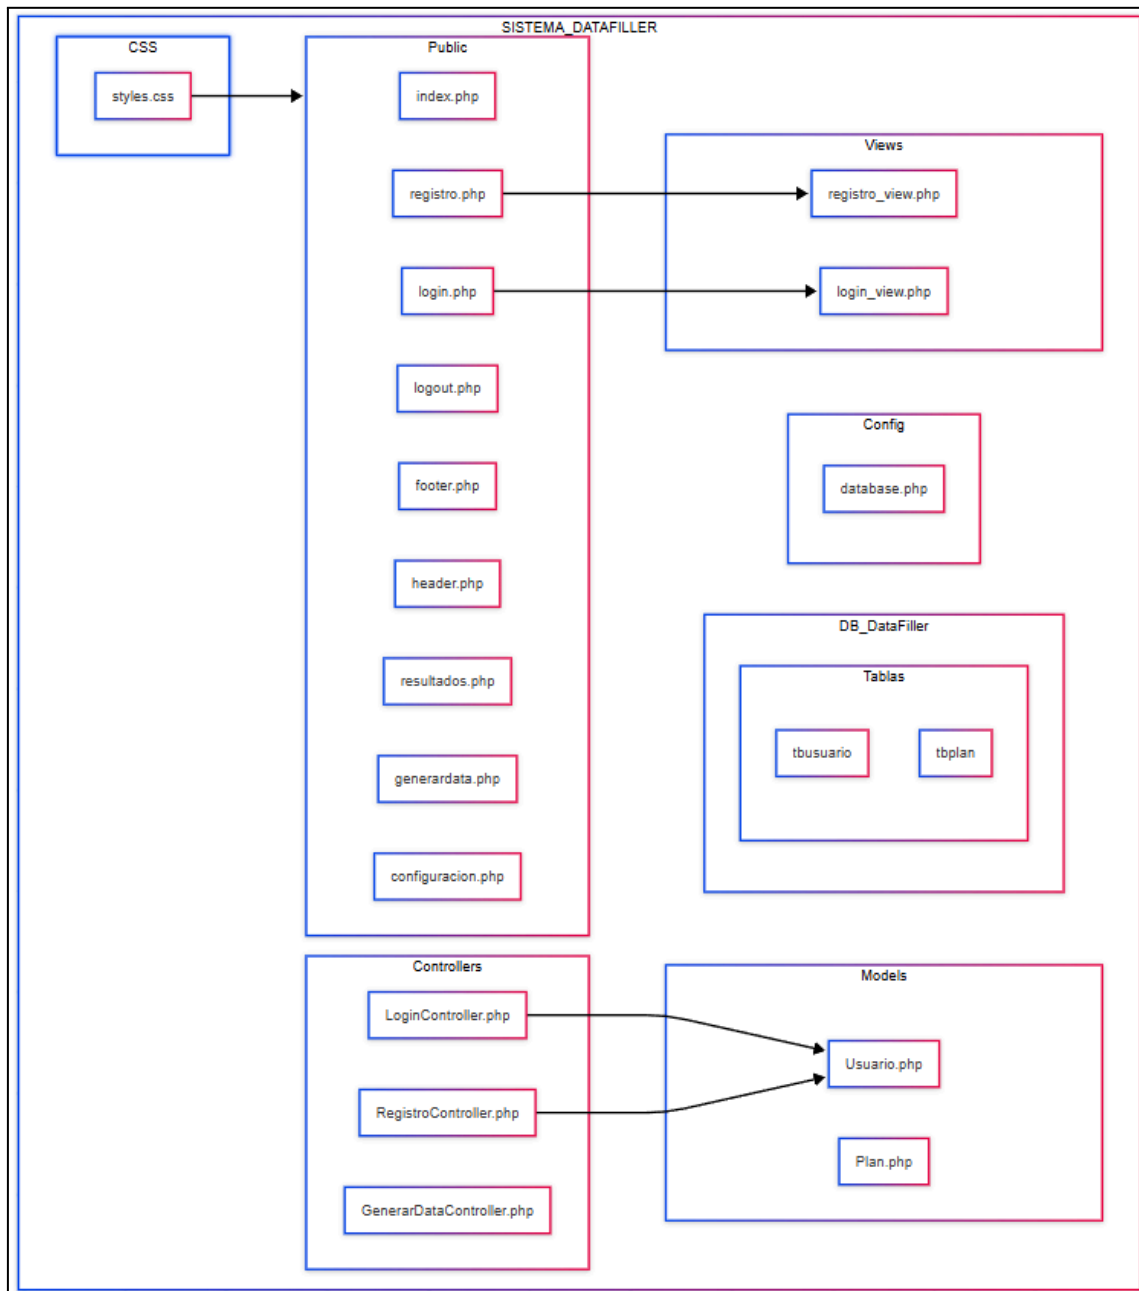 SISTEMA_DATAFILLER
CSS
styles.css
Public
index.php
registro.php
login.php
logout.php
footer.php
header.php
resultados.php
generardata.php
configuracion.php
Views
registro_view.php
login_view.php
Config
database.php
DB_DataFiller
Tablas
tbusuario
tbplan
Controllers
LoginController.php
RegistroController.php
GenerarDataController.php
Models
Usuario.php
Plan.php